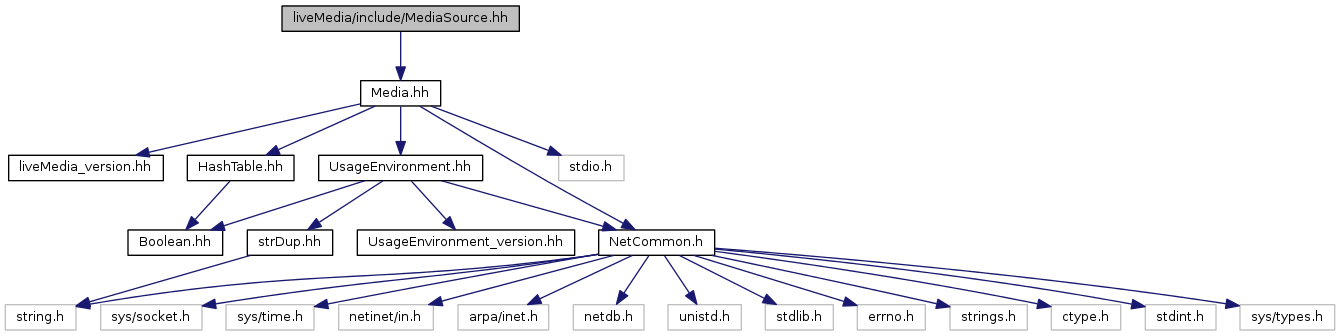 liveMedia/include/MediaSource.hh
Media.hh
liveMedia_version.hh
HashTable.hh
UsageEnvironment.hh
stdio.h
Boolean.hh
strDup.hh
UsageEnvironment_version.hh
NetCommon.h
string.h
sys/socket.h
sys/time.h
netinet/in.h
arpa/inet.h
netdb.h
unistd.h
stdlib.h
errno.h
strings.h
ctype.h
stdint.h
sys/types.h